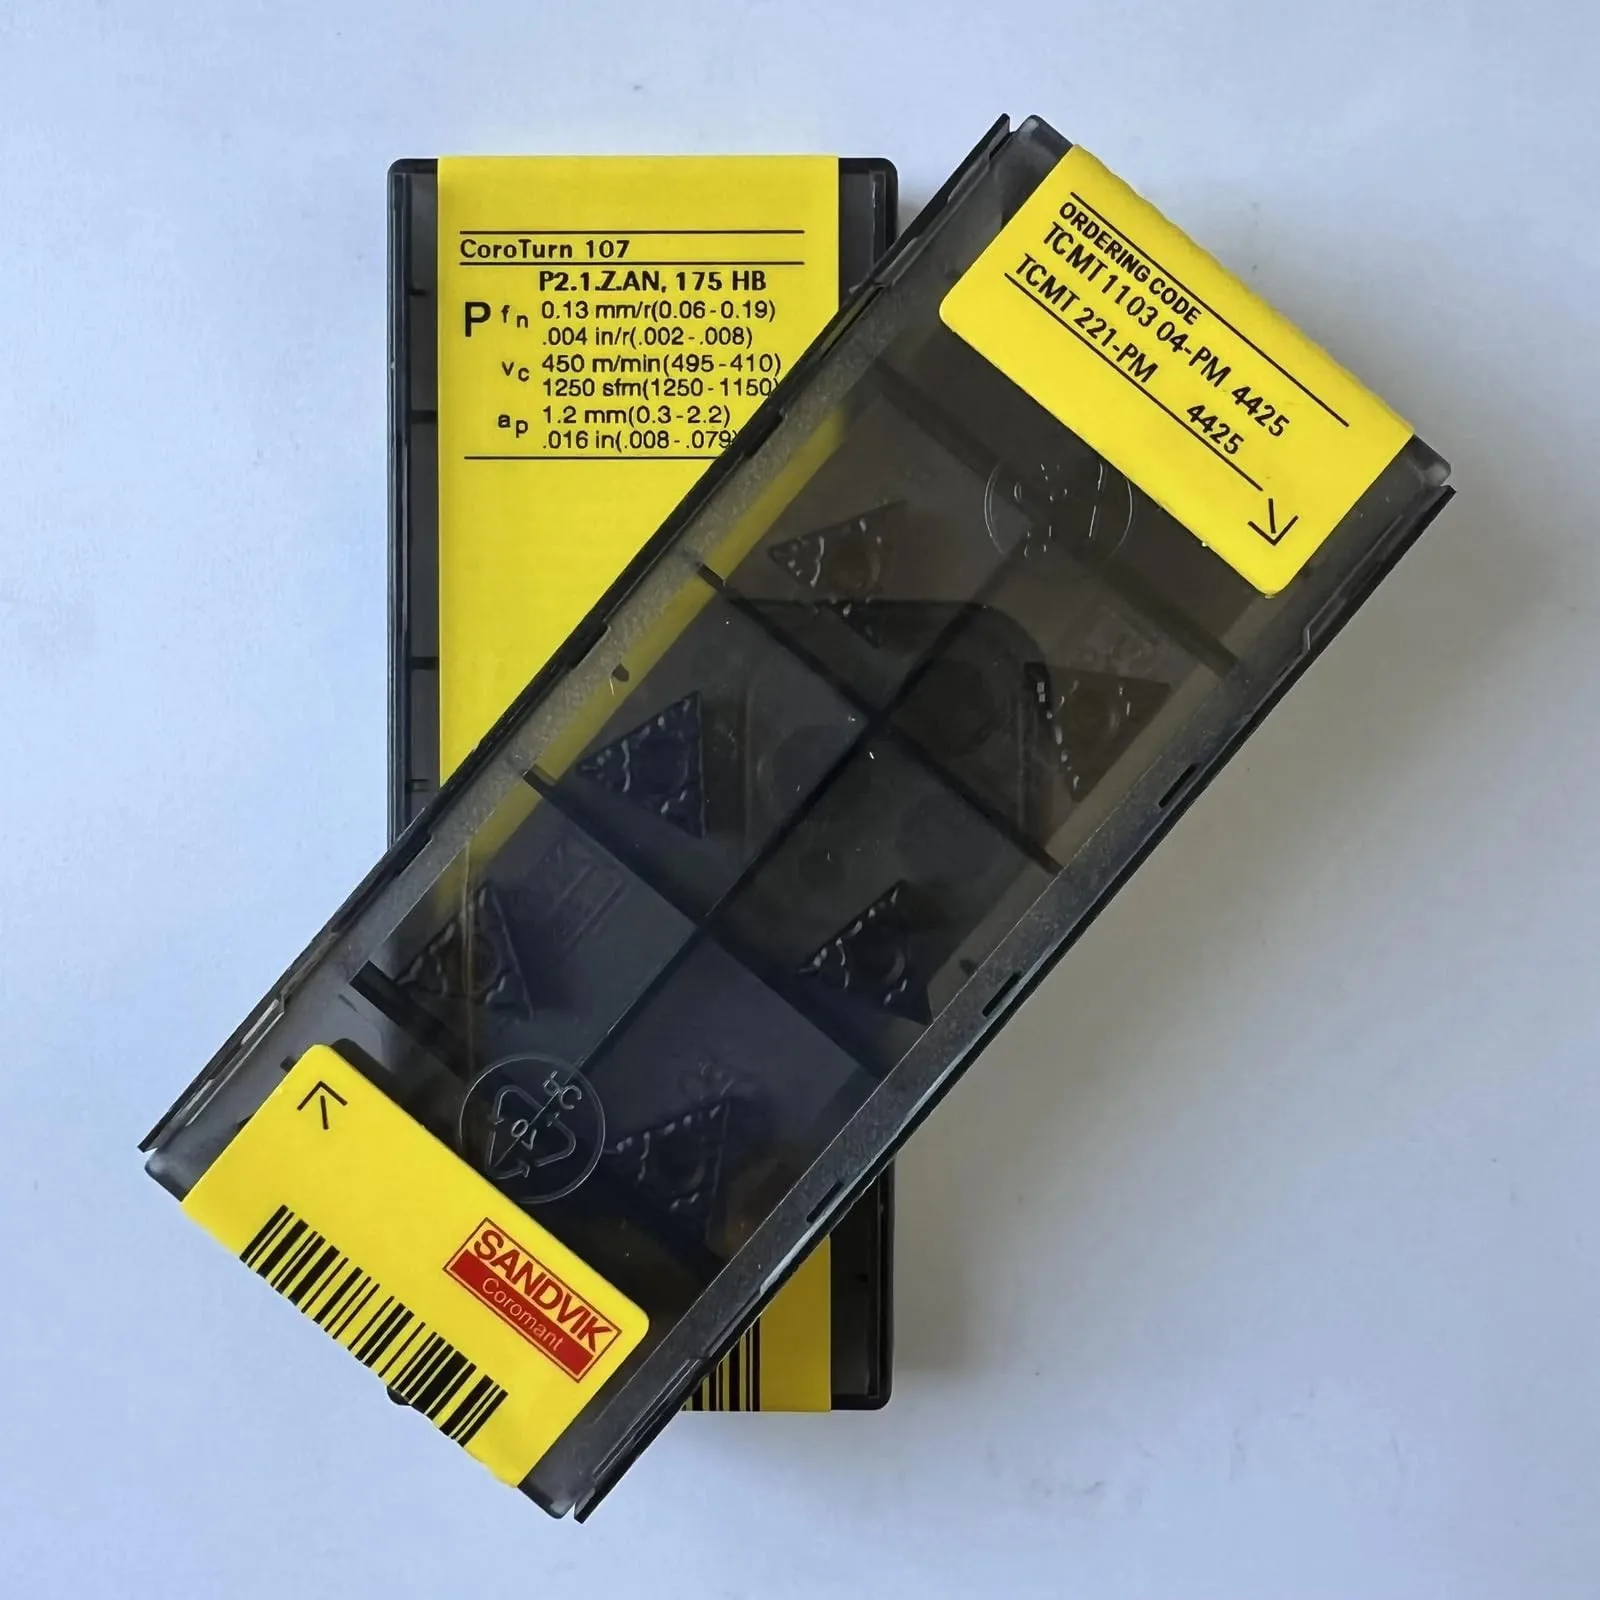 CoroTurn 107
P2.1.Z.AN, 175 HB
P fn 0.13 mm/r(0.06-0.19)
.004 in/r(.002-.008)
vc 450 m/min(495-410)
1250 sfm(1250-1150)
ap 1.2 mm(0.3-2.2)
.016 in(.008-.079)
ORDERING CODE
TCMT 11 03 04-PM 4425
TCMT 221-PM 4425
SANDVIK
Coromant